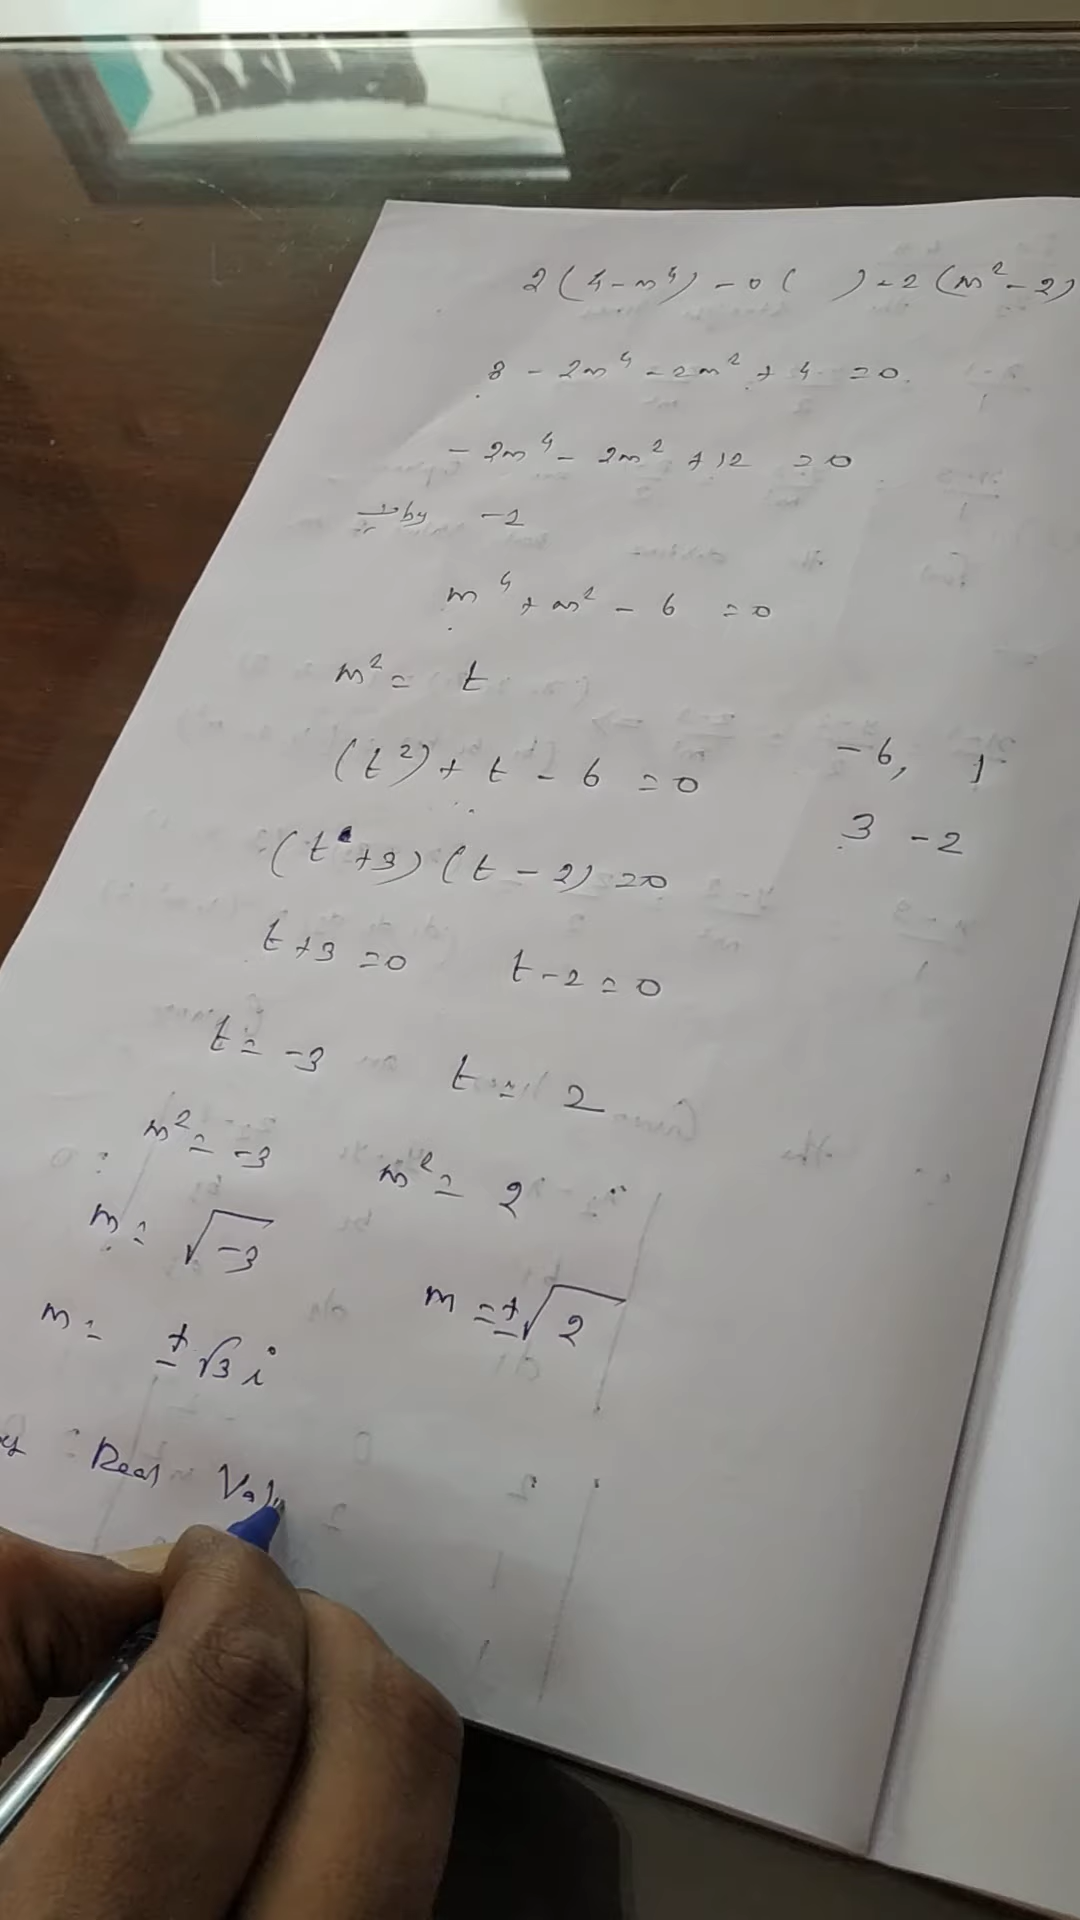 2(4-m⁴) - 0( ) - 2(m²-2)
8 - 2m⁴ - 2m² + 4 = 0
- 2m⁴ - 2m² + 12 = 0
÷ by -2
m⁴ + m² - 6 = 0
m² = t
(t²) + t - 6 = 0 -6, 1
3 -2
(t+3) (t-2) = 0
t+3 = 0 t-2 = 0
t = -3 t = 2
m² = -3 m² = 2
m = √-3 m = ±√2
m = ±√3 i
Real Valu